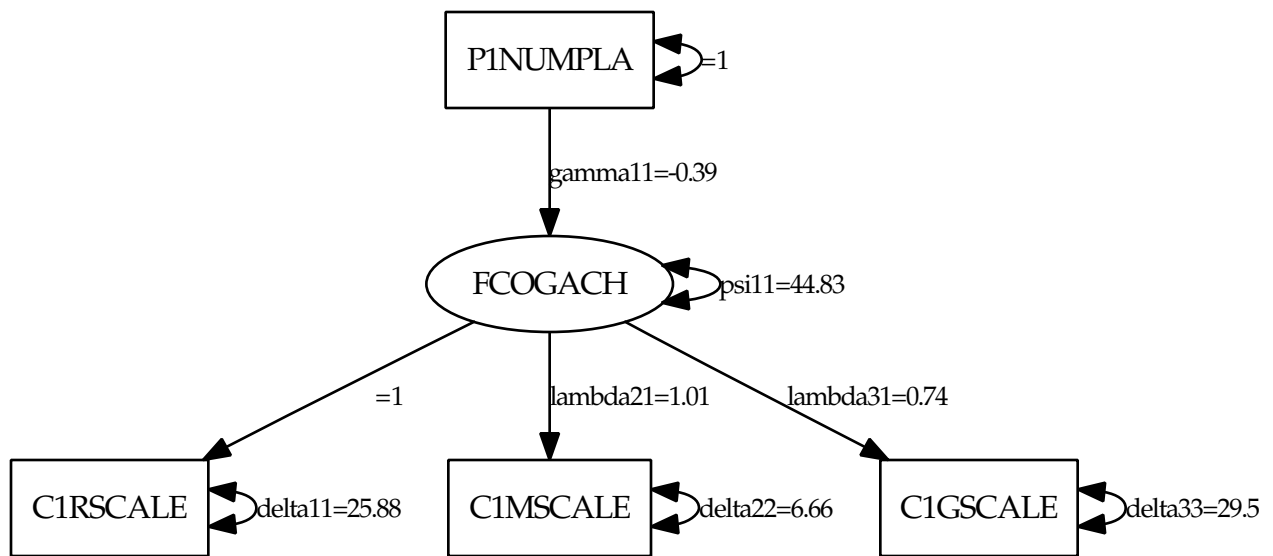 P1NUMPLA
=1
gamma11=-0.39
FCOGACH
psi11=44.83
=1
lambda21=1.01
lambda31=0.74
C1RSCALE
delta11=25.88
C1MSCALE
delta22=6.66
C1GSCALE
delta33=29.5